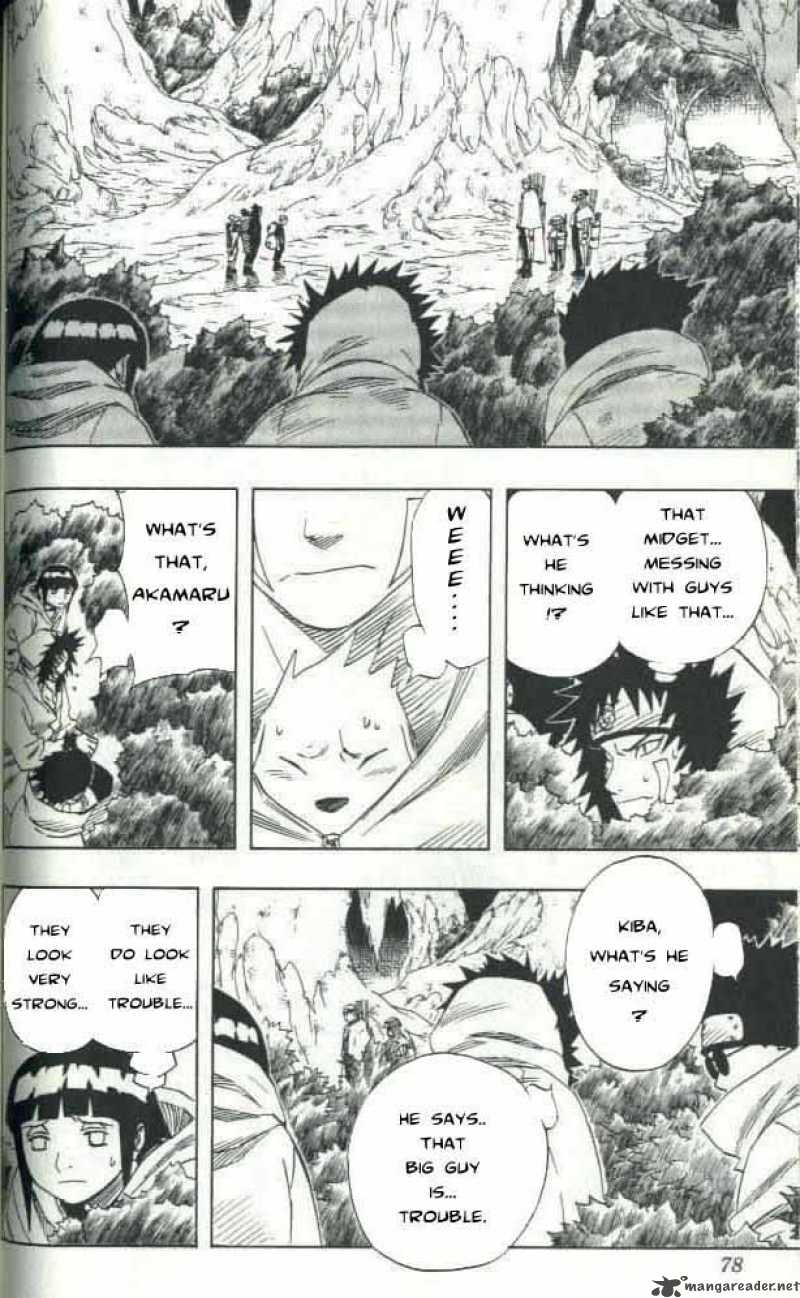 THAT
MIDGET...
MESSING
WITH GUYS
LIKE THAT...
WHAT'S
HE
THINKING
!?
WEEE.....
WHAT'S
THAT,
AKAMARU
?
KIBA,
WHAT'S HE
SAYING
?
HE SAYS..
THAT
BIG GUY
IS...
TROUBLE.
THEY
DO LOOK
LIKE
TROUBLE...
THEY
LOOK
VERY
STRONG...
78
mangareader.net